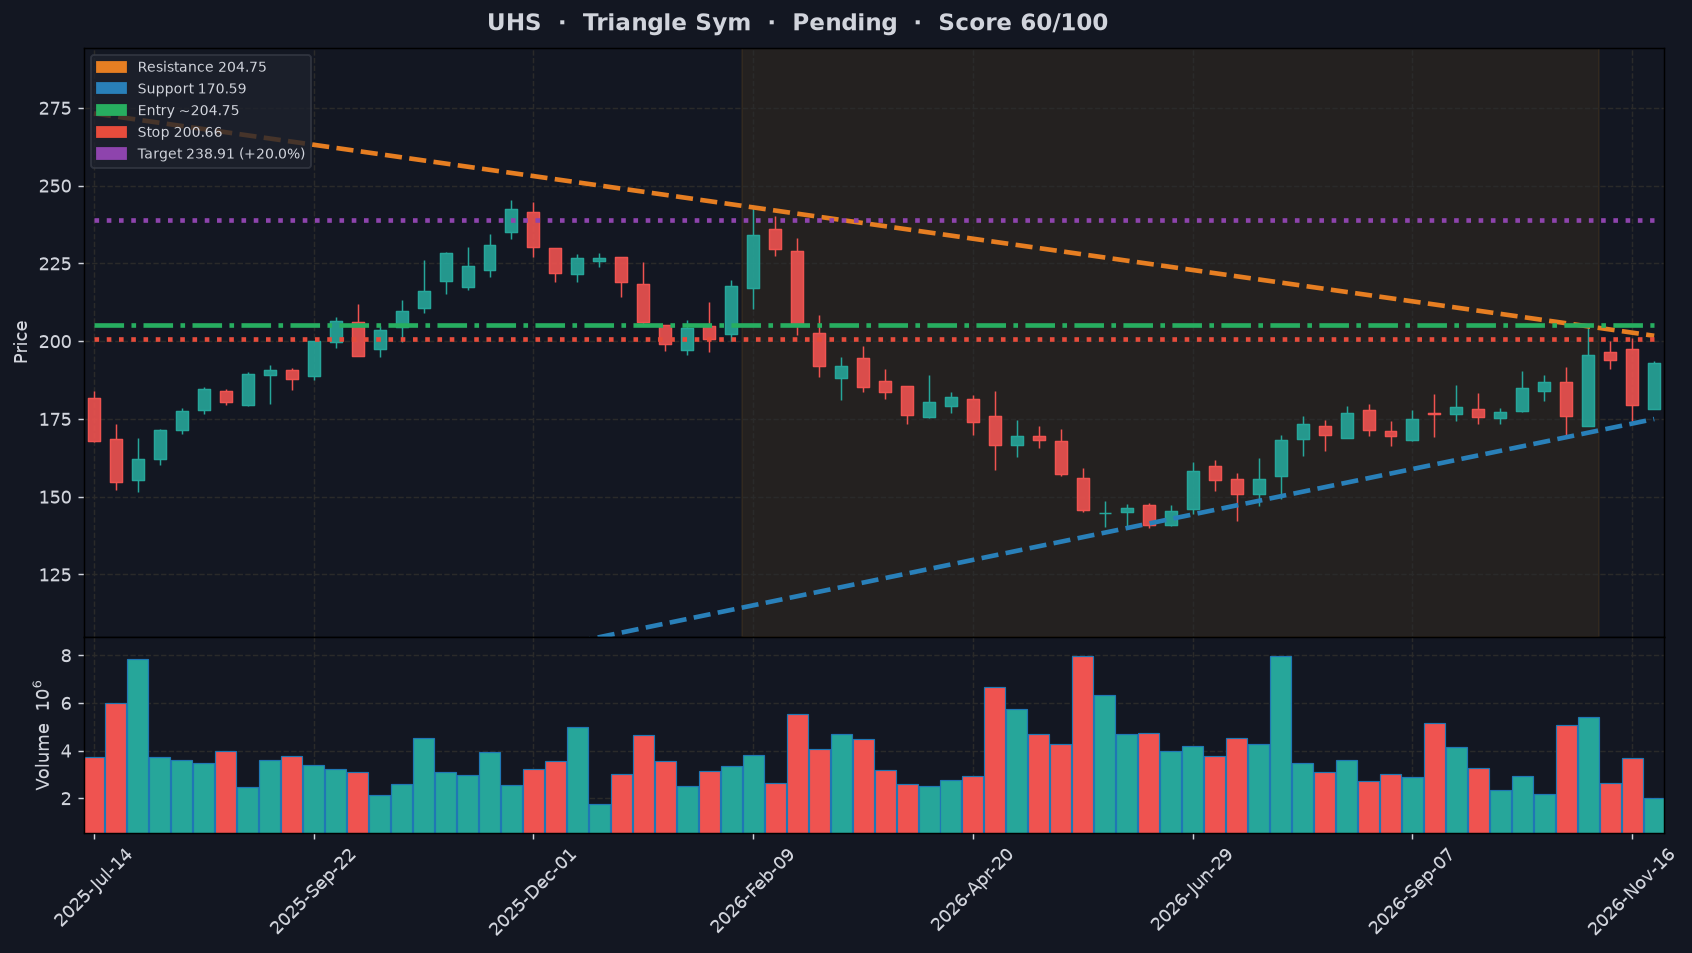 UHS · Triangle Sym · Pending · Score 60/100
Resistance 204.75
Support 170.59
Entry ~204.75
Stop 200.66
Target 238.91 (+20.0%)
275
250
225
200
175
150
125
Price
8
6
4
2
Volume 10⁶
2025-Jul-14
2025-Sep-22
2025-Dec-01
2026-Feb-09
2026-Apr-20
2026-Jun-29
2026-Sep-07
2026-Nov-16